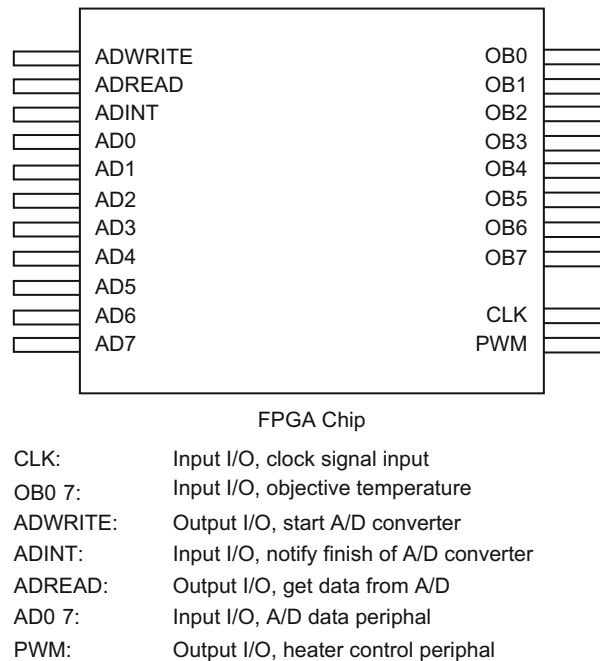 ADWRITE OB0
ADREAD OB1
ADINT OB2
AD0 OB3
AD1 OB4
AD2 OB5
AD3 OB6
AD4 OB7
AD5
AD6 CLK
AD7 PWM
FPGA Chip
CLK: Input I/O, clock signal input
OB0 7: Input I/O, objective temperature
ADWRITE: Output I/O, start A/D converter
ADINT: Input I/O, notify finish of A/D converter
ADREAD: Output I/O, get data from A/D
AD0 7: Input I/O, A/D data periphal
PWM: Output I/O, heater control periphal